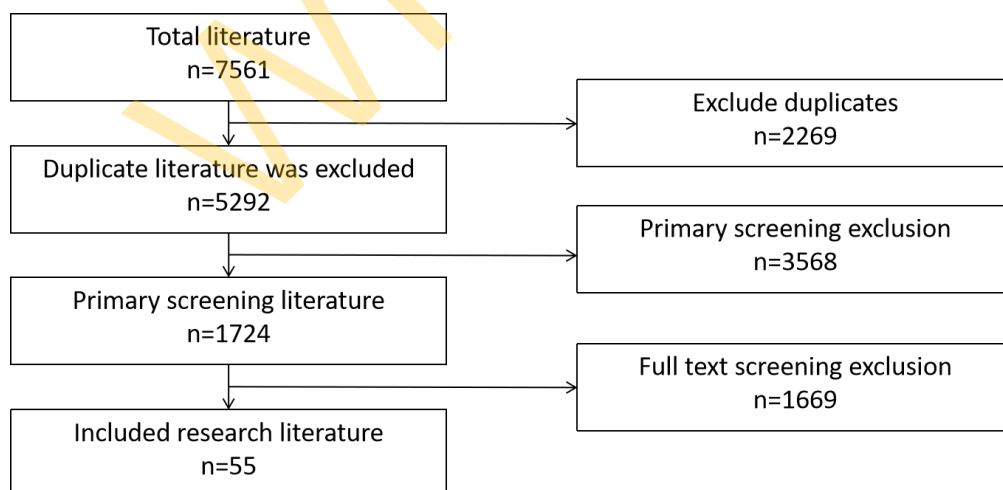 Total literature
n=7561
Exclude duplicates
n=2269
Duplicate literature was excluded
n=5292
Primary screening exclusion
n=3568
Primary screening literature
n=1724
Full text screening exclusion
n=1669
Included research literature
n=55